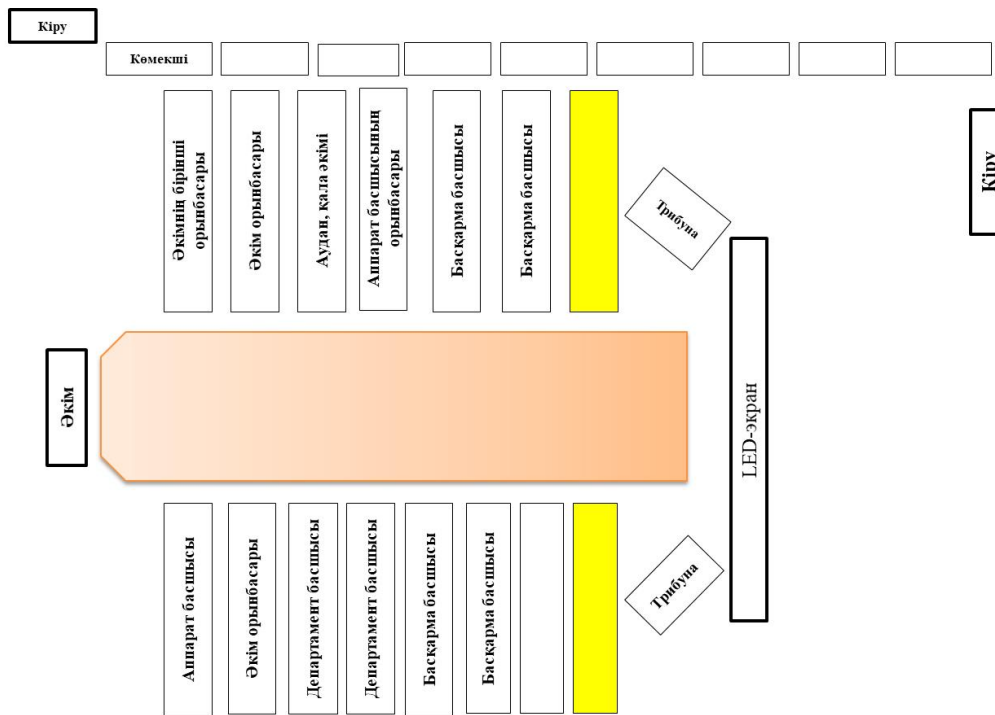 Кіру
Көмекші
Әкімнің бірінші
орынбасары
Әкім орынбасары
Аудан, қала әкімі
Аппарат басшысының
орынбасары
Басқарма басшысы
Басқарма басшысы
Трибуна
Кіру
Әкім
LED-экран
Аппарат басшысы
Әкім орынбасары
Департамент басшысы
Департамент басшысы
Басқарма басшысы
Басқарма басшысы
Трибуна